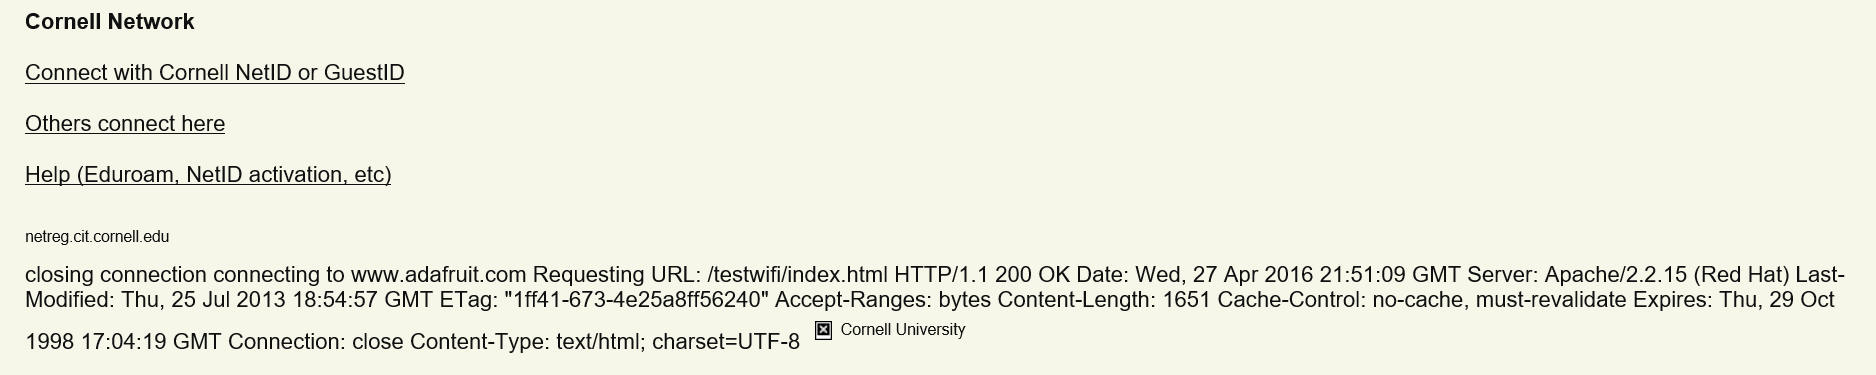 Cornell Network
Connect with Cornell NetID or GuestID
Others connect here
Help (Eduroam, NetID activation, etc)
netreg.cit.cornell.edu
closing connection connecting to www.adafruit.com Requesting URL: /testwifi/index.html HTTP/1.1 200 OK Date: Wed, 27 Apr 2016 21:51:09 GMT Server: Apache/2.2.15 (Red Hat) Last-
Modified: Thu, 25 Jul 2013 18:54:57 GMT ETag: "1ff41-673-4e25a8ff56240" Accept-Ranges: bytes Content-Length: 1651 Cache-Control: no-cache, must-revalidate Expires: Thu, 29 Oct
1998 17:04:19 GMT Connection: close Content-Type: text/html; charset=UTF-8 Cornell University